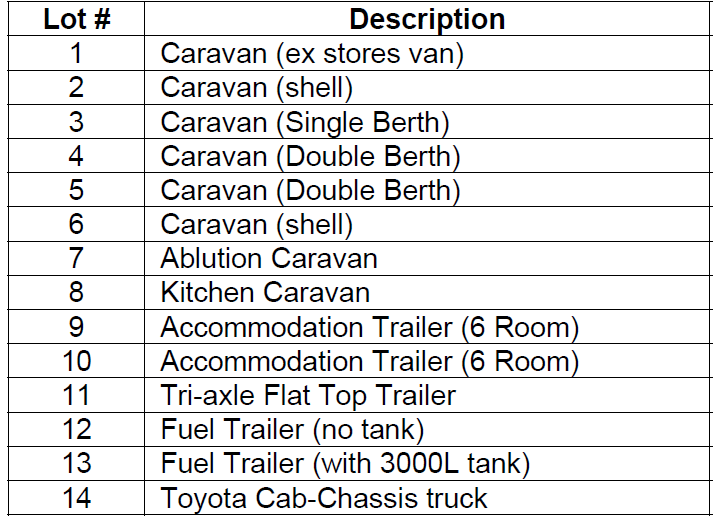 Lot # Description
1 Caravan (ex stores van)
2 Caravan (shell)
3 Caravan (Single Berth)
4 Caravan (Double Berth)
5 Caravan (Double Berth)
6 Caravan (shell)
7 Ablution Caravan
8 Kitchen Caravan
9 Accommodation Trailer (6 Room)
10 Accommodation Trailer (6 Room)
11 Tri-axle Flat Top Trailer
12 Fuel Trailer (no tank)
13 Fuel Trailer (with 3000L tank)
14 Toyota Cab-Chassis truck